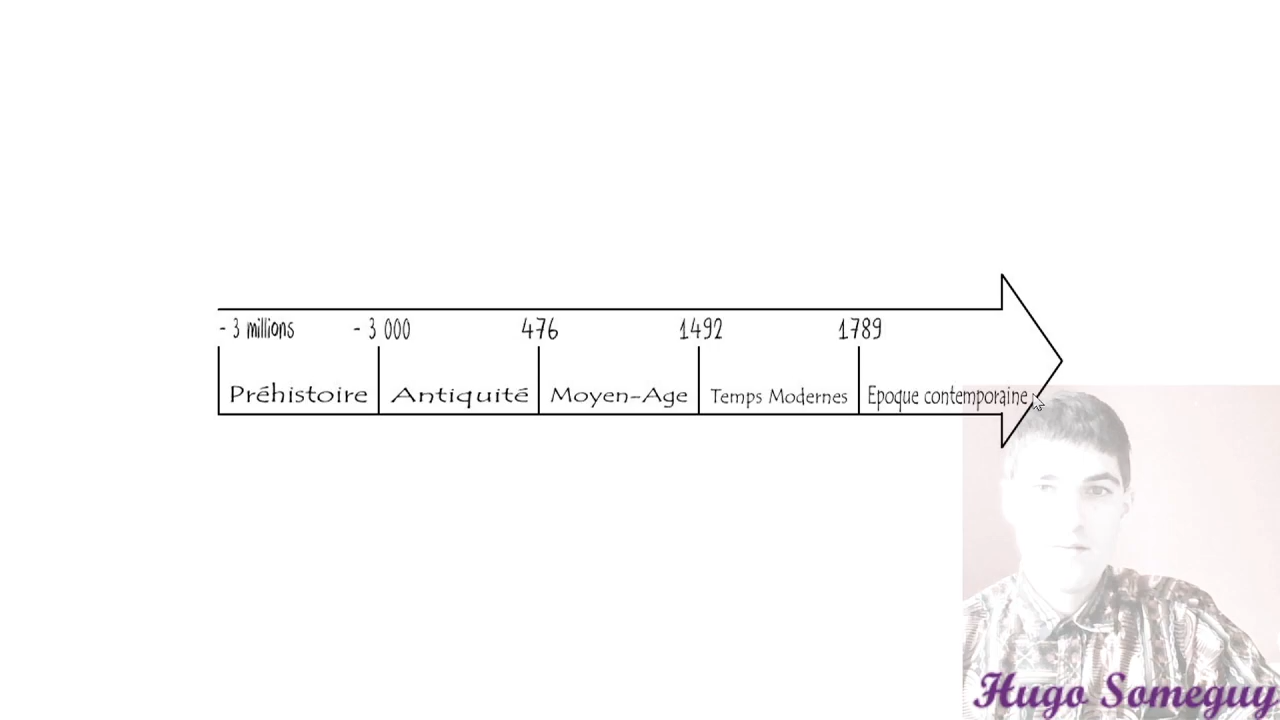 - 3 millions - 3 000 476 1492 1789
Préhistoire Antiquité Moyen-Age Temps Modernes Epoque contemporaine
Hugo Someguy